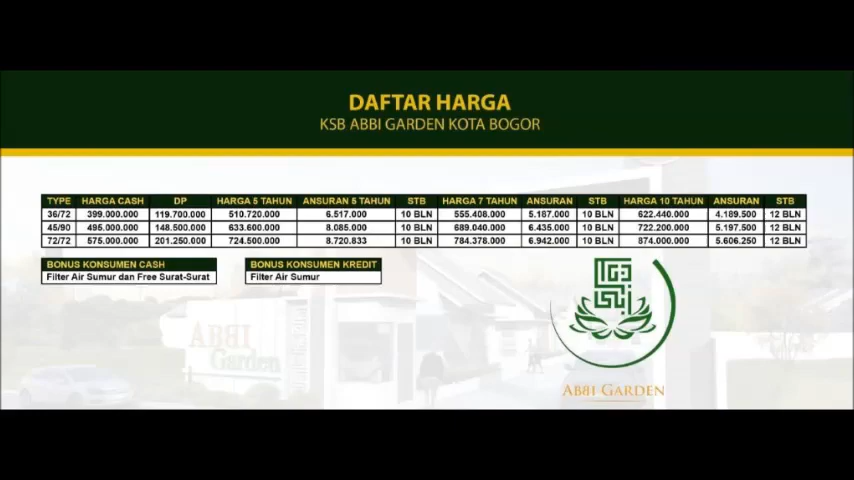 DAFTAR HARGA
KSB ABBI GARDEN KOTA BOGOR
TYPE HARGA CASH DP HARGA 5 TAHUN ANSURAN 5 TAHUN STB HARGA 7 TAHUN ANSURAN STB HARGA 10 TAHUN ANSURAN STB
36/72 399.000.000 119.700.000 510.720.000 6.517.000 10 BLN 555.408.000 5.187.000 10 BLN 622.440.000 4.189.500 12 BLN
45/90 495.000.000 148.500.000 633.600.000 8.085.000 10 BLN 689.040.000 6.435.000 10 BLN 722.200.000 5.197.500 12 BLN
72/72 575.000.000 201.250.000 724.500.000 8.720.833 10 BLN 784.378.000 6.942.000 10 BLN 874.000.000 5.606.250 12 BLN
BONUS KONSUMEN CASH BONUS KONSUMEN KREDIT
Filter Air Sumur dan Free Surat-Surat Filter Air Sumur
ABBI
Garden
ABBI GARDEN